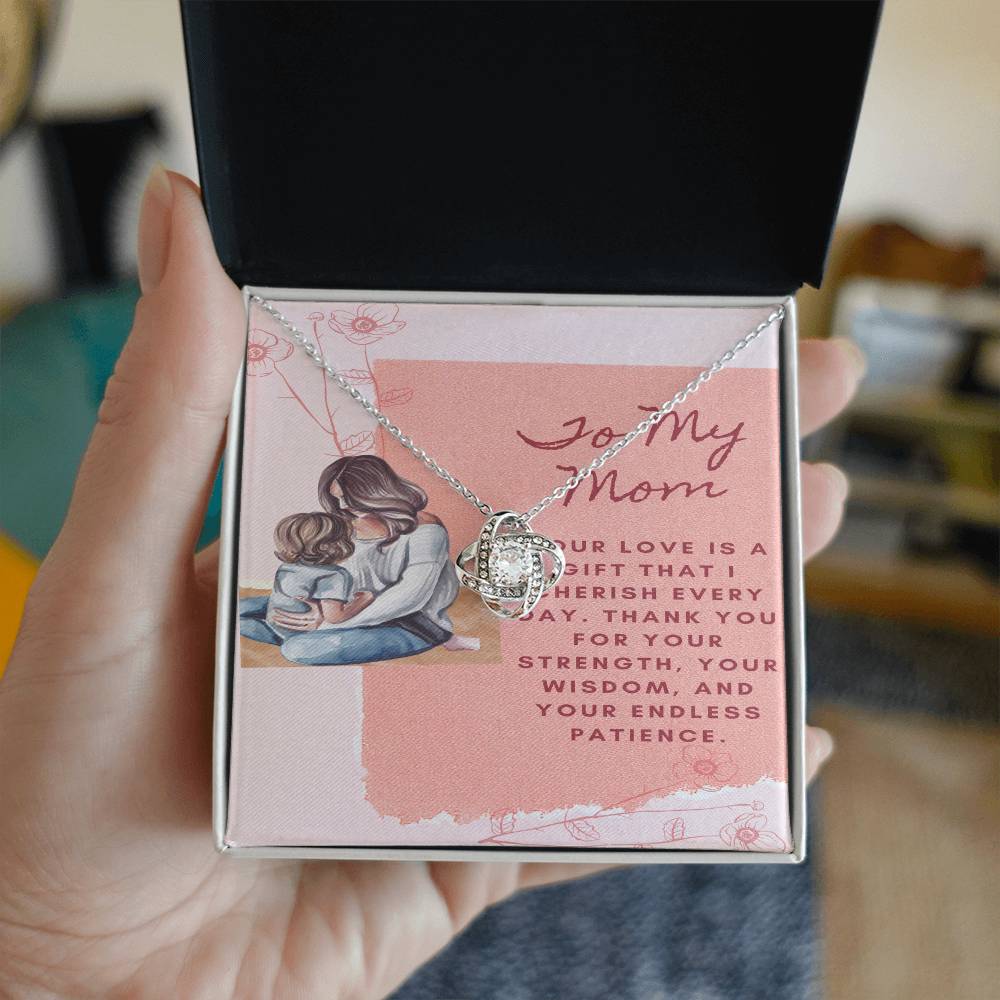 To My
Mom
OUR LOVE IS A
GIFT THAT I
CHERISH EVERY
DAY. THANK YOU
FOR YOUR
STRENGTH, YOUR
WISDOM, AND
YOUR ENDLESS
PATIENCE.